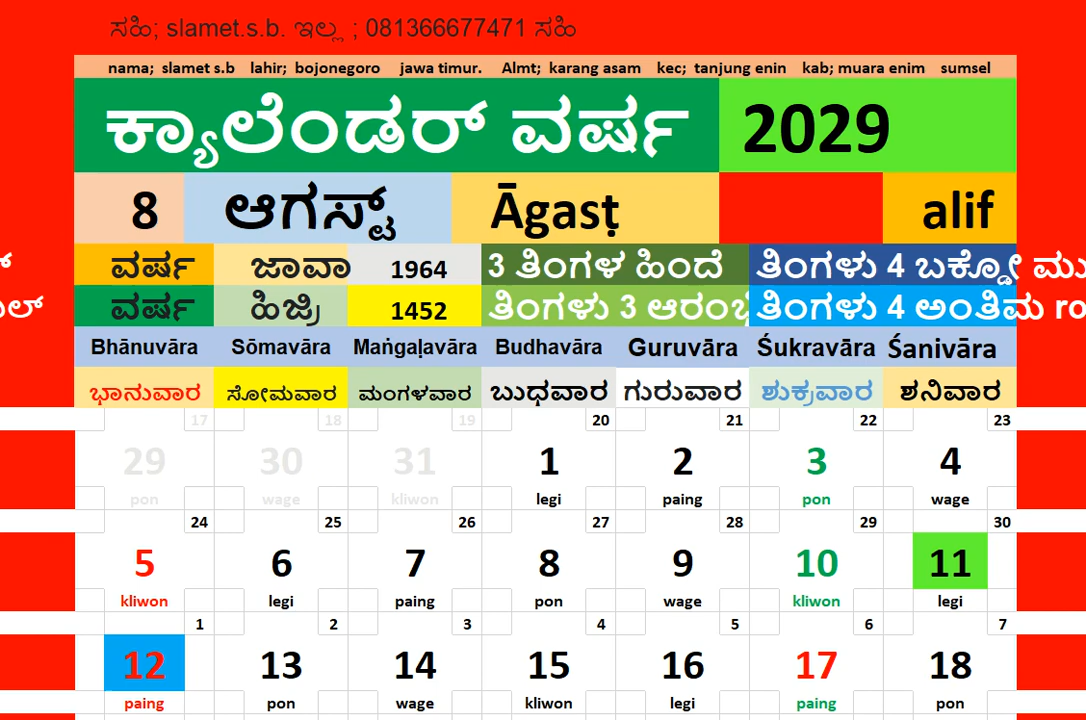 ಸಹಿ; slamet.s.b. ಇಲ್ಲ ; 081366677471 ಸಹಿ
nama; slamet s.b lahir; bojonegoro jawa timur. Almt; karang asam kec; tanjung enin kab; muara enim sumsel
ಕ್ಯಾಲೆಂಡರ್ ವರ್ಷ 2029
8 ಆಗಸ್ಟ್ Āgasṭ alif
ವರ್ಷ ಜಾವಾ 1964 3 ತಿಂಗಳ ಹಿಂದೆ ತಿಂಗಳು 4 ಬಕ್ಡೋ ಮು
ವರ್ಷ ಹಿಜ್ರಿ 1452 ತಿಂಗಳು 3 ಆರಂಭ ತಿಂಗಳು 4 ಅಂತಿಮ ro
Bhānuvāra Sōmavāra Maṅgaḷavāra Budhavāra Guruvāra Śukravāra Śanivāra
ಭಾನುವಾರ ಸೋಮವಾರ ಮಂಗಳವಾರ ಬುಧವಾರ ಗುರುವಾರ ಶುಕ್ರವಾರ ಶನಿವಾರ
17 18 19 20 21 22 23
29 30 31 1 2 3 4
pon wage kliwon legi paing pon wage
24 25 26 27 28 29 30
5 6 7 8 9 10 11
kliwon legi paing pon wage kliwon legi
1 2 3 4 5 6 7
12 13 14 15 16 17 18
paing pon wage kliwon legi paing pon